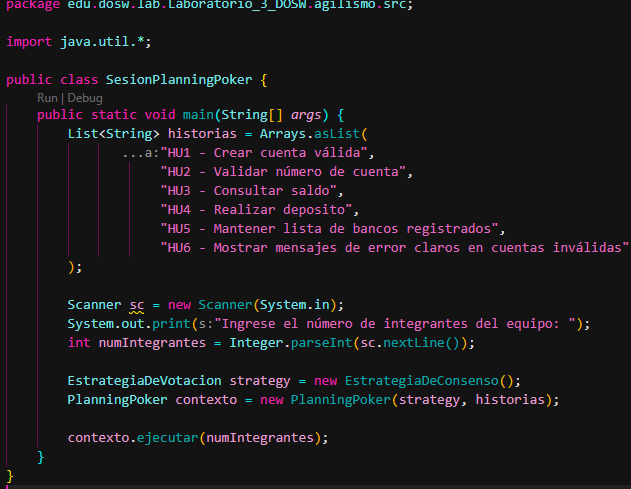 package edu.dosw.lab.Laboratorio_3_DOSW.agilismo.src;
import java.util.*;
public class SesionPlanningPoker {
Run | Debug
public static void main(String[] args) {
List<String> historias = Arrays.asList(
...a:"HU1 - Crear cuenta válida",
"HU2 - Validar número de cuenta",
"HU3 - Consultar saldo",
"HU4 - Realizar deposito",
"HU5 - Mantener lista de bancos registrados",
"HU6 - Mostrar mensajes de error claros en cuentas inválidas"
);
Scanner sc = new Scanner(System.in);
System.out.print(s:"Ingrese el número de integrantes del equipo: ");
int numIntegrantes = Integer.parseInt(sc.nextLine());
EstrategiaDeVotacion strategy = new EstrategiaDeConsenso();
PlanningPoker contexto = new PlanningPoker(strategy, historias);
contexto.ejecutar(numIntegrantes);
}
}